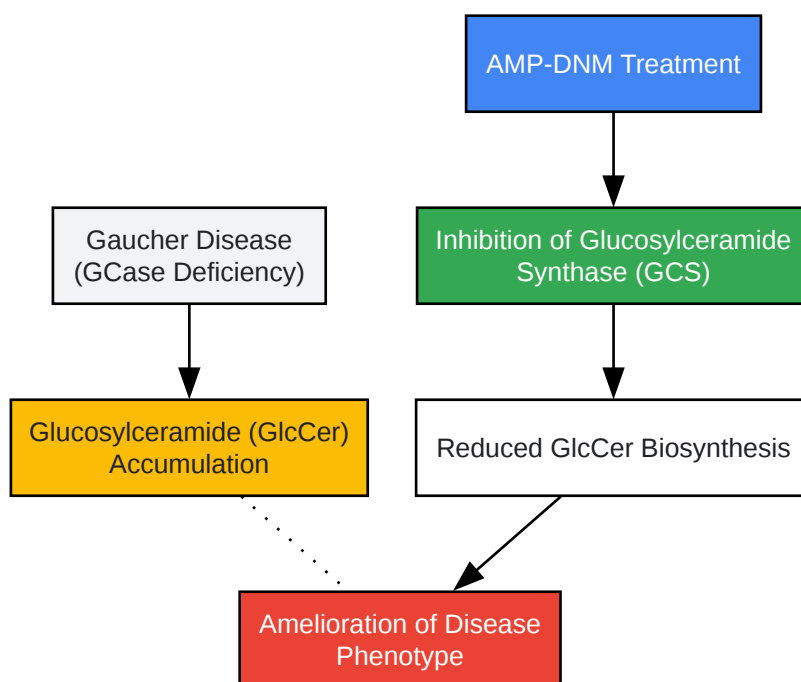 AMP-DNM Treatment
Gaucher Disease
(GCase Deficiency)
Inhibition of Glucosylceramide
Synthase (GCS)
Glucosylceramide (GlcCer)
Accumulation
Reduced GlcCer Biosynthesis
Amelioration of Disease
Phenotype